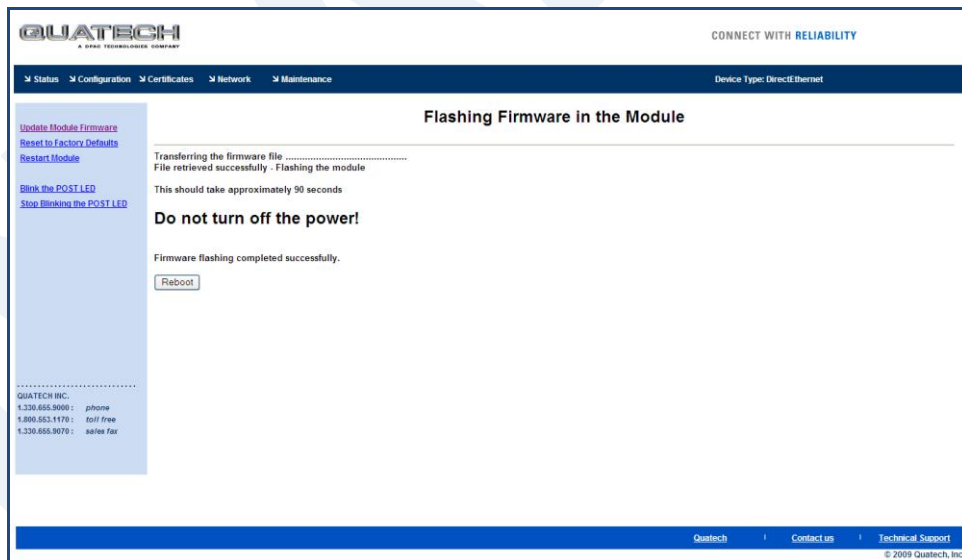 QUATECH
A DPAC TECHNOLOGIES COMPANY
CONNECT WITH RELIABILITY
Status Configuration Certificates Network Maintenance
Device Type: DirectEthernet
Update Module Firmware
Reset to Factory Defaults
Restart Module
Blink the POST LED
Stop Blinking the POST LED
Flashing Firmware in the Module
Transferring the firmware file .............................................
File retrieved successfully - Flashing the module
This should take approximately 90 seconds
Do not turn off the power!
Firmware flashing completed successfully.
Reboot
QUATECH INC.
1.330.655.9000 : phone
1.800.553.1170 : toll free
1.330.655.9070 : sales fax
Quatech | Contact us | Technical Support
© 2009 Quatech, Inc